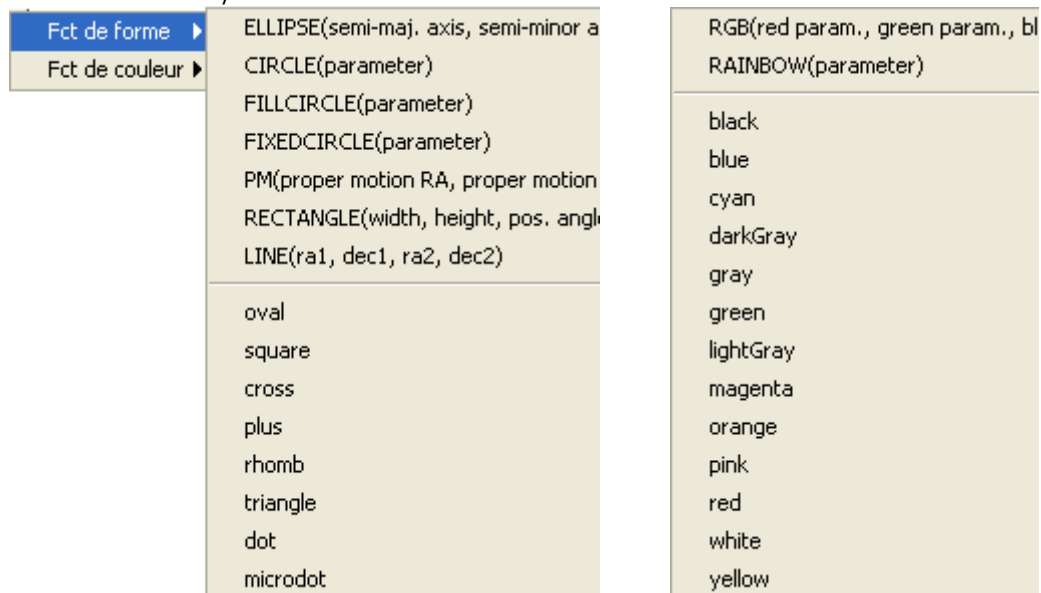 Fct de forme
Fct de couleur
ELLIPSE(semi-maj. axis, semi-minor a
CIRCLE(parameter)
FILLCIRCLE(parameter)
FIXEDCIRCLE(parameter)
PM(proper motion RA, proper motion
RECTANGLE(width, height, pos. angl
LINE(ra1, dec1, ra2, dec2)
oval
square
cross
plus
rhomb
triangle
dot
microdot
RGB(red param., green param., bl
RAINBOW(parameter)
black
blue
cyan
darkGray
gray
green
lightGray
magenta
orange
pink
red
white
yellow